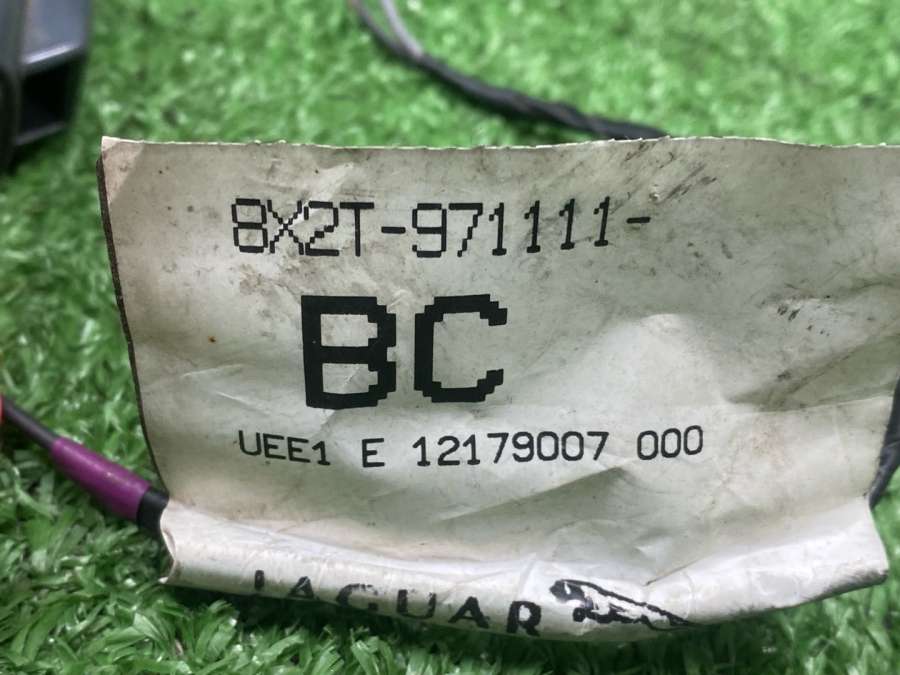 8X2T-971111-
BC
UEE1 E 12179007 000
JAGUAR